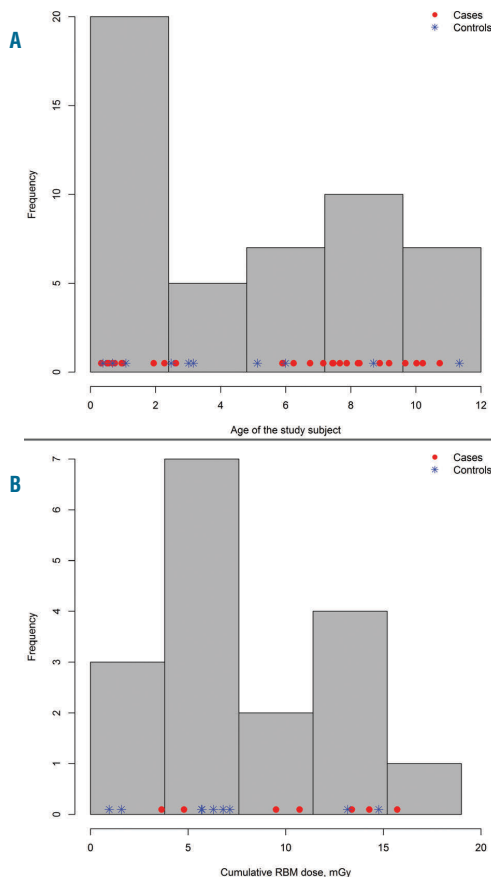 A
Cases
Controls
Frequency
20
15
10
5
0
0 2 4 6 8 10 12
Age of the study subject
B
Cases
Controls
Frequency
7
6
5
4
3
2
1
0
0 5 10 15 20
Cumulative RBM dose, mGy